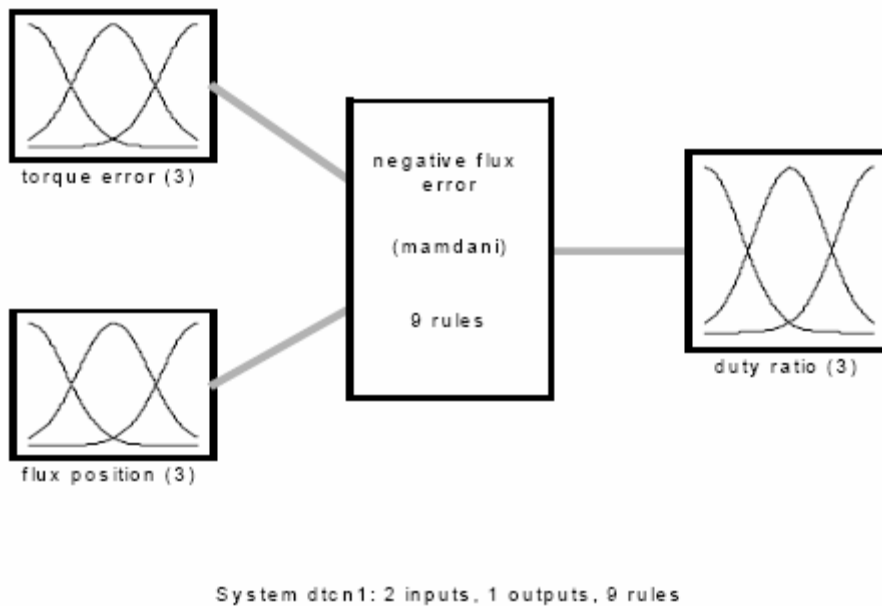 torque error (3)
flux position (3)
negative flux
error
(mamdani)
9 rules
duty ratio (3)
System dtcn1: 2 inputs, 1 outputs, 9 rules